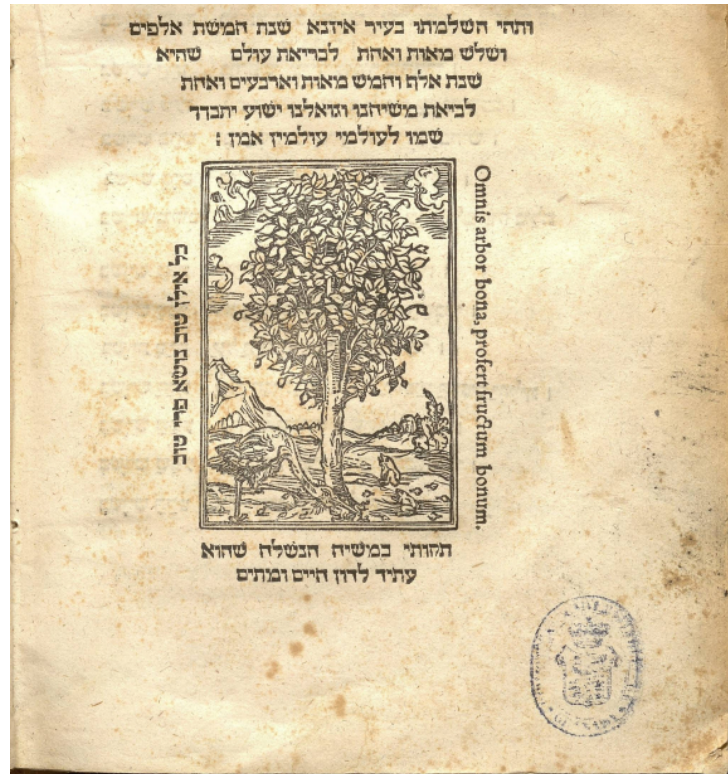 ותהי השלמתו בעיר איזנא שנת חמשת אלפים
ושלש מאות ואחת לבריאת עולם שהיא
שנת אלף וחמש מאות וארבעים ואחת
לביאת משיחנו וגואלנו ישוע יתברך
שמו לעולמי עולמין אמן :
Omnis arbor bona, profert fructum bonum.
כל אילן טוב נושא פרי טוב
תקותי במשיח הנשלח שהוא
עתיד לדון חיים ומתים